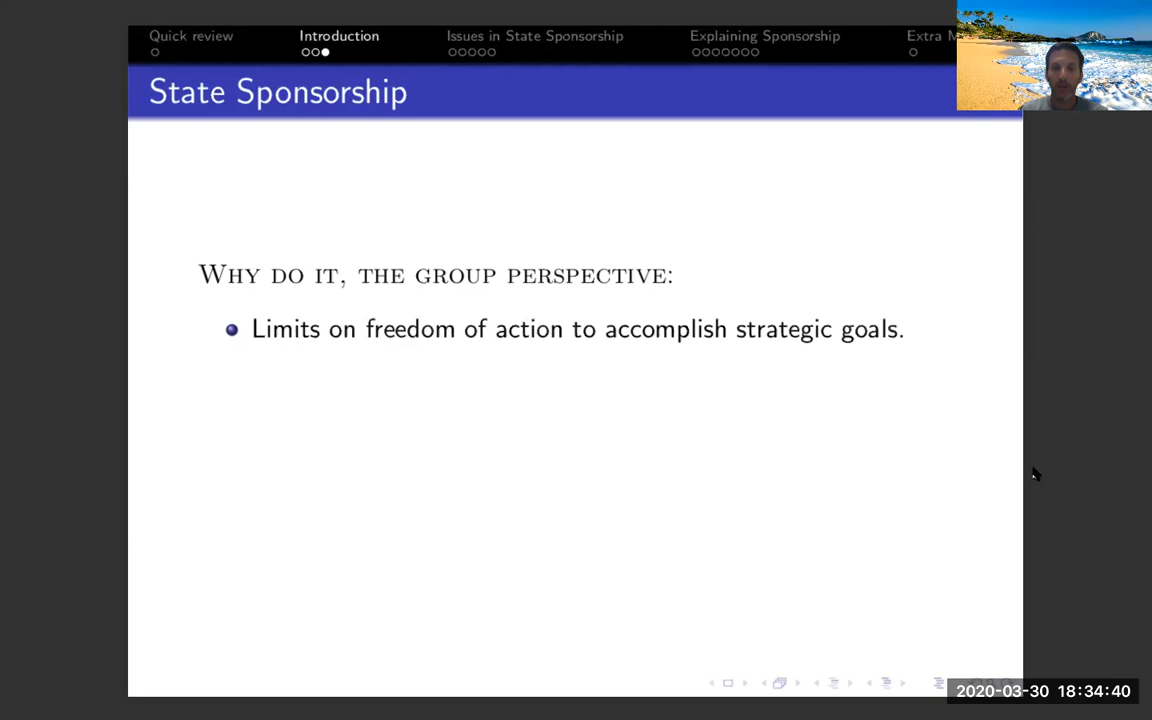 Quick review
Introduction
Issues in State Sponsorship
Explaining Sponsorship
Extra
State Sponsorship
Why do it, the group perspective:
Limits on freedom of action to accomplish strategic goals.
2020-03-30 18:34:40